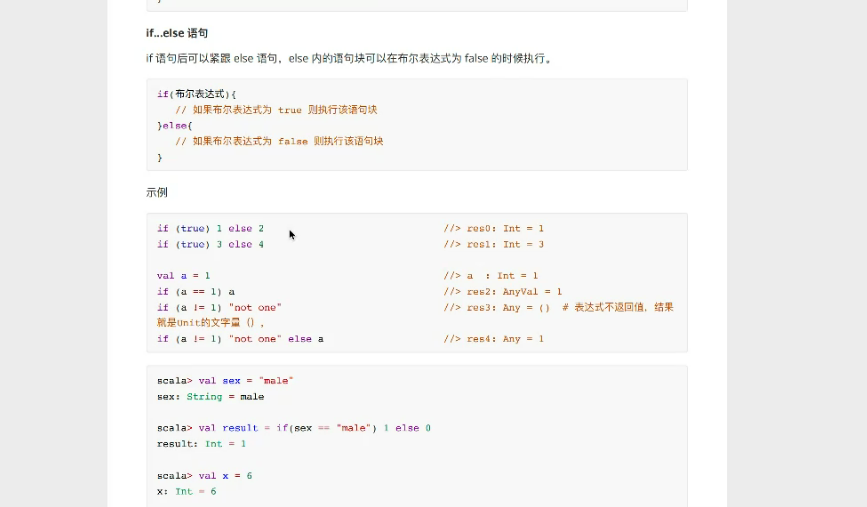 }
if...else 语句
if 语句后可以紧跟 else 语句，else 内的语句块可以在布尔表达式为 false 的时候执行。
if(布尔表达式){
// 如果布尔表达式为 true 则执行该语句块
}else{
// 如果布尔表达式为 false 则执行该语句块
}
示例
if (true) 1 else 2 //> res0: Int = 1
if (true) 3 else 4 //> res1: Int = 3
val a = 1 //> a : Int = 1
if (a == 1) a //> res2: AnyVal = 1
if (a != 1) "not one" //> res3: Any = () # 表达式不返回值，结果
就是Unit的文字量（），
if (a != 1) "not one" else a //> res4: Any = 1
scala> val sex = "male"
sex: String = male
scala> val result = if(sex == "male") 1 else 0
result: Int = 1
scala> val x = 6
x: Int = 6